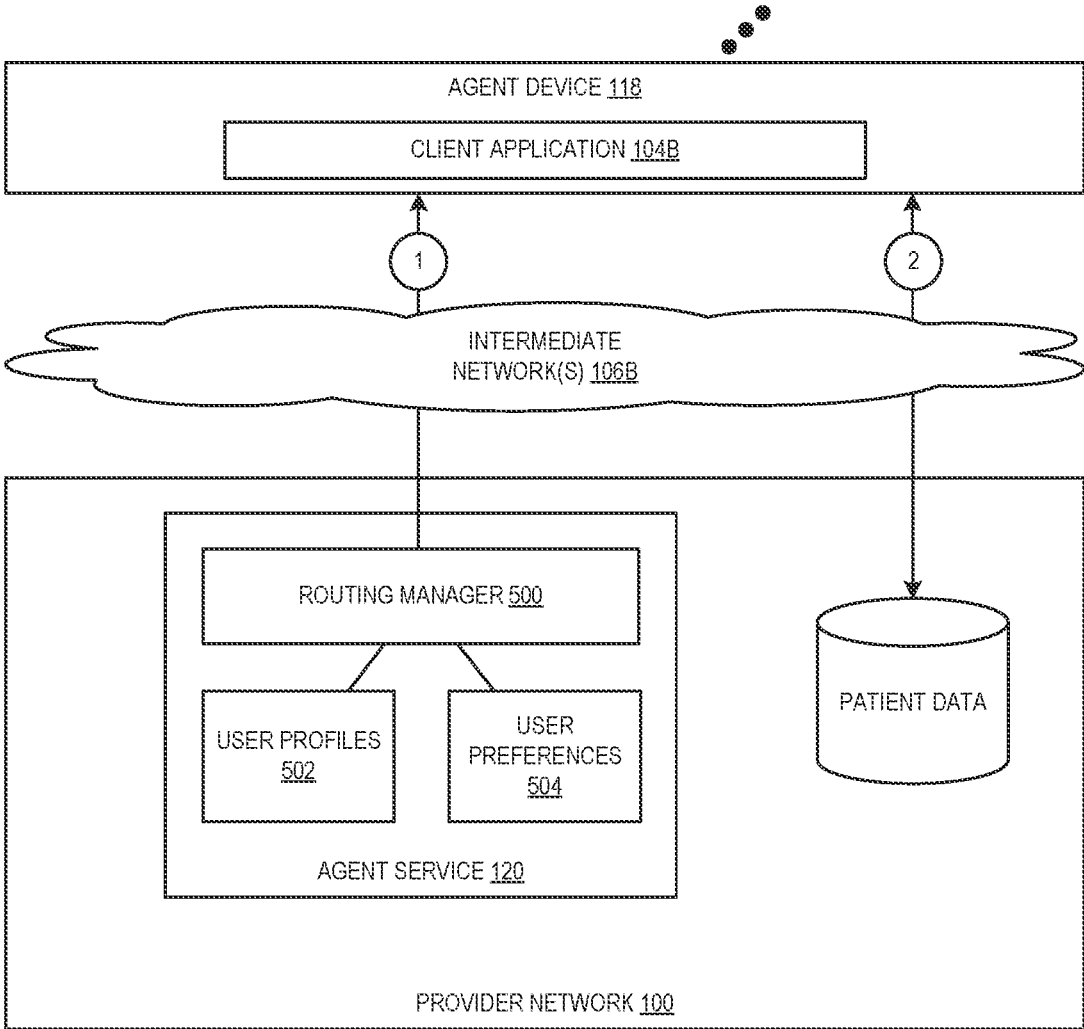 AGENT DEVICE 118
CLIENT APPLICATION 104B
1
2
INTERMEDIATE
NETWORK(S) 106B
ROUTING MANAGER 500
USER PROFILES
502
USER
PREFERENCES
504
PATIENT DATA
AGENT SERVICE 120
PROVIDER NETWORK 100